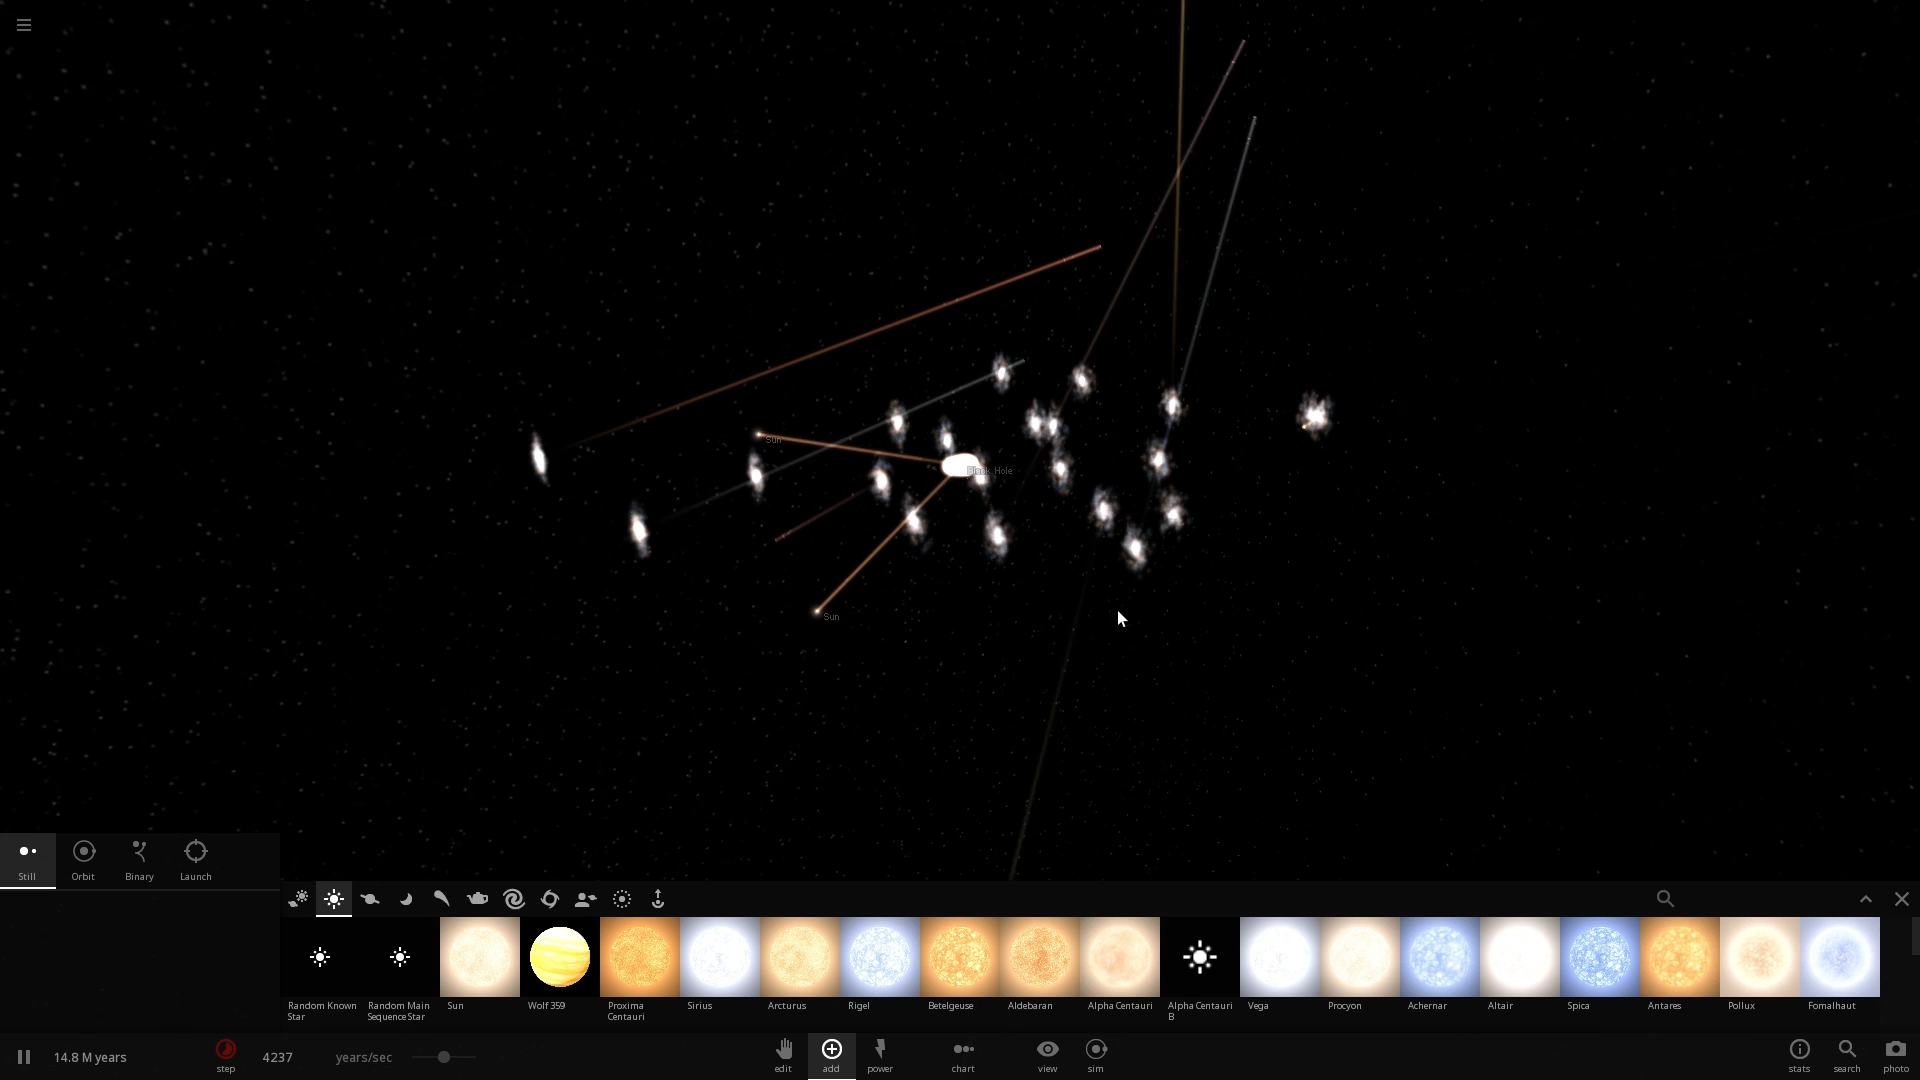 Sun
Black Hole
Sun
Still
Orbit
Binary
Launch
Random Known
Star
Random Main
Sequence Star
Sun
Wolf 359
Proxima
Centauri
Sirius
Arcturus
Rigel
Betelgeuse
Aldebaran
Alpha Centauri
Alpha Centauri
B
Vega
Procyon
Achernar
Altair
Spica
Antares
Pollux
Fomalhaut
14.8 M years
step
4237
years/sec
edit
add
power
chart
view
sim
stats
search
photo